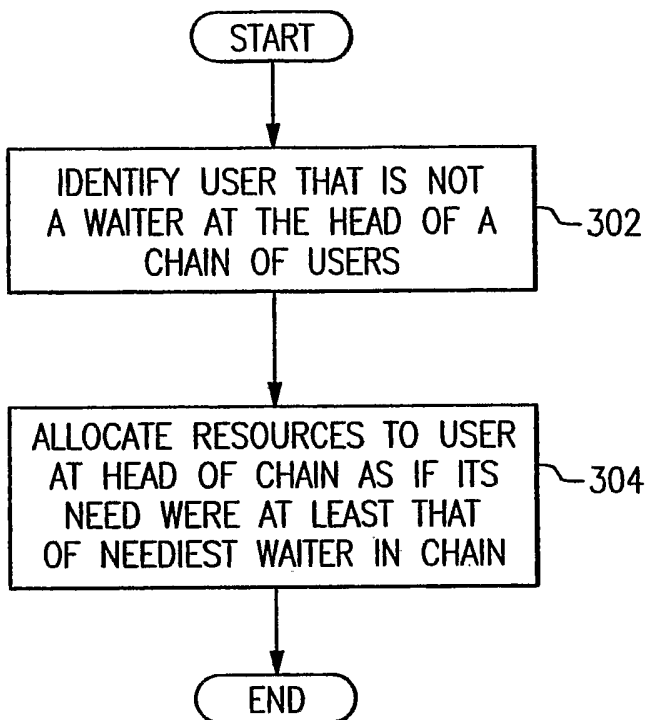 START
IDENTIFY USER THAT IS NOT
A WAITER AT THE HEAD OF A
CHAIN OF USERS
302
ALLOCATE RESOURCES TO USER
AT HEAD OF CHAIN AS IF ITS
NEED WERE AT LEAST THAT
OF NEEDIEST WAITER IN CHAIN
304
END